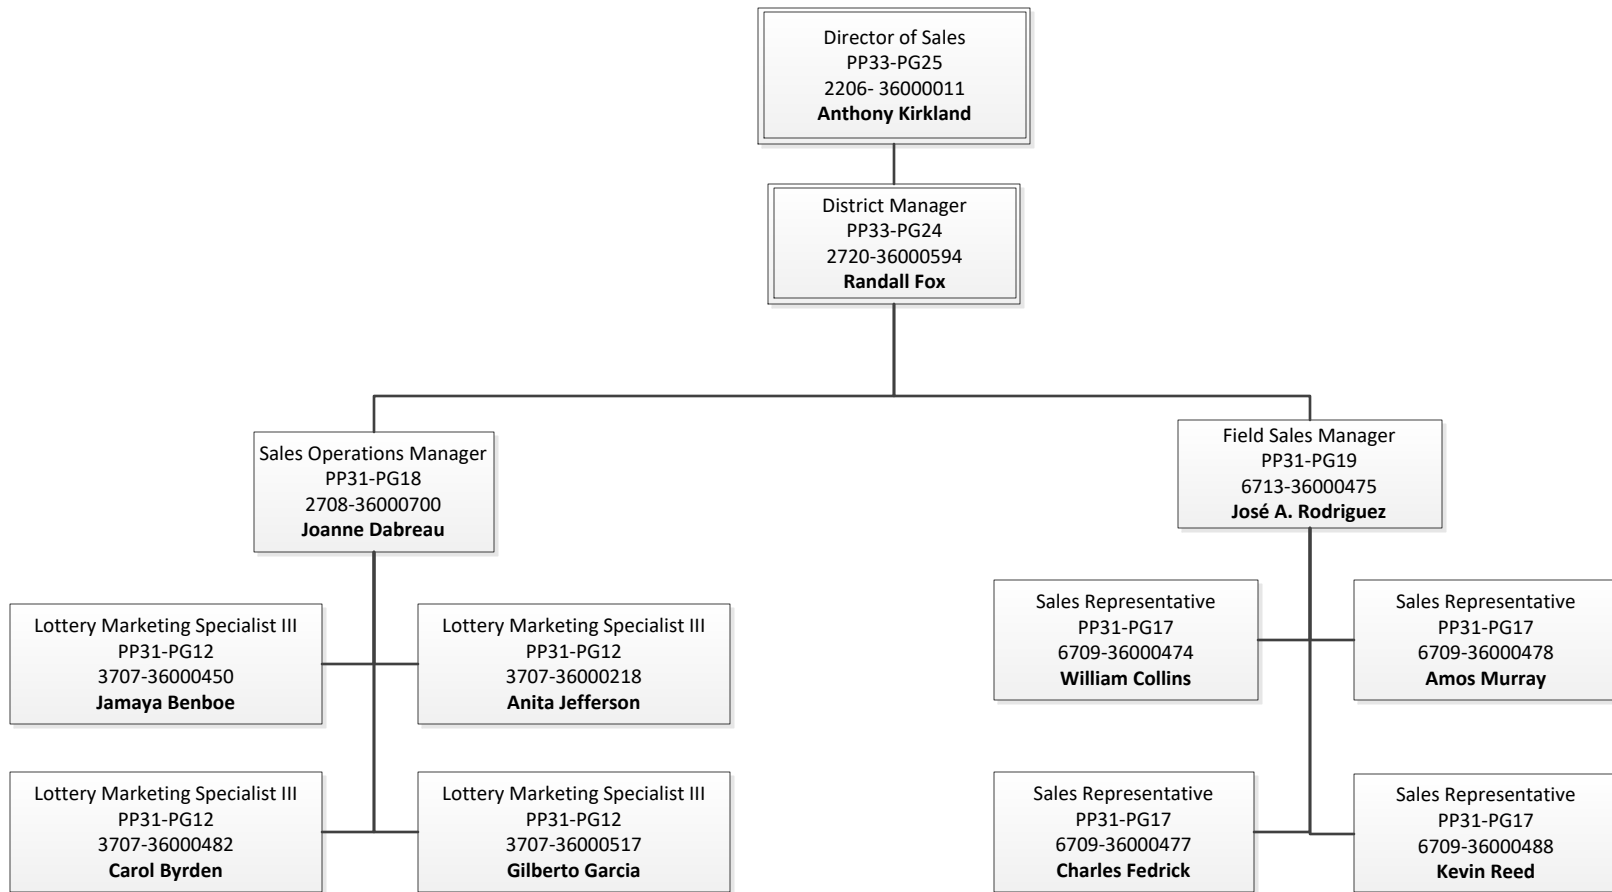 Director of Sales
PP33-PG25
2206- 36000011
Anthony Kirkland
District Manager
PP33-PG24
2720-36000594
Randall Fox
Sales Operations Manager
PP31-PG18
2708-36000700
Joanne Dabreau
Field Sales Manager
PP31-PG19
6713-36000475
José A. Rodriguez
Lottery Marketing Specialist III
PP31-PG12
3707-36000450
Jamaya Benboe
Lottery Marketing Specialist III
PP31-PG12
3707-36000218
Anita Jefferson
Sales Representative
PP31-PG17
6709-36000474
William Collins
Sales Representative
PP31-PG17
6709-36000478
Amos Murray
Lottery Marketing Specialist III
PP31-PG12
3707-36000482
Carol Byrden
Lottery Marketing Specialist III
PP31-PG12
3707-36000517
Gilberto Garcia
Sales Representative
PP31-PG17
6709-36000477
Charles Fedrick
Sales Representative
PP31-PG17
6709-36000488
Kevin Reed